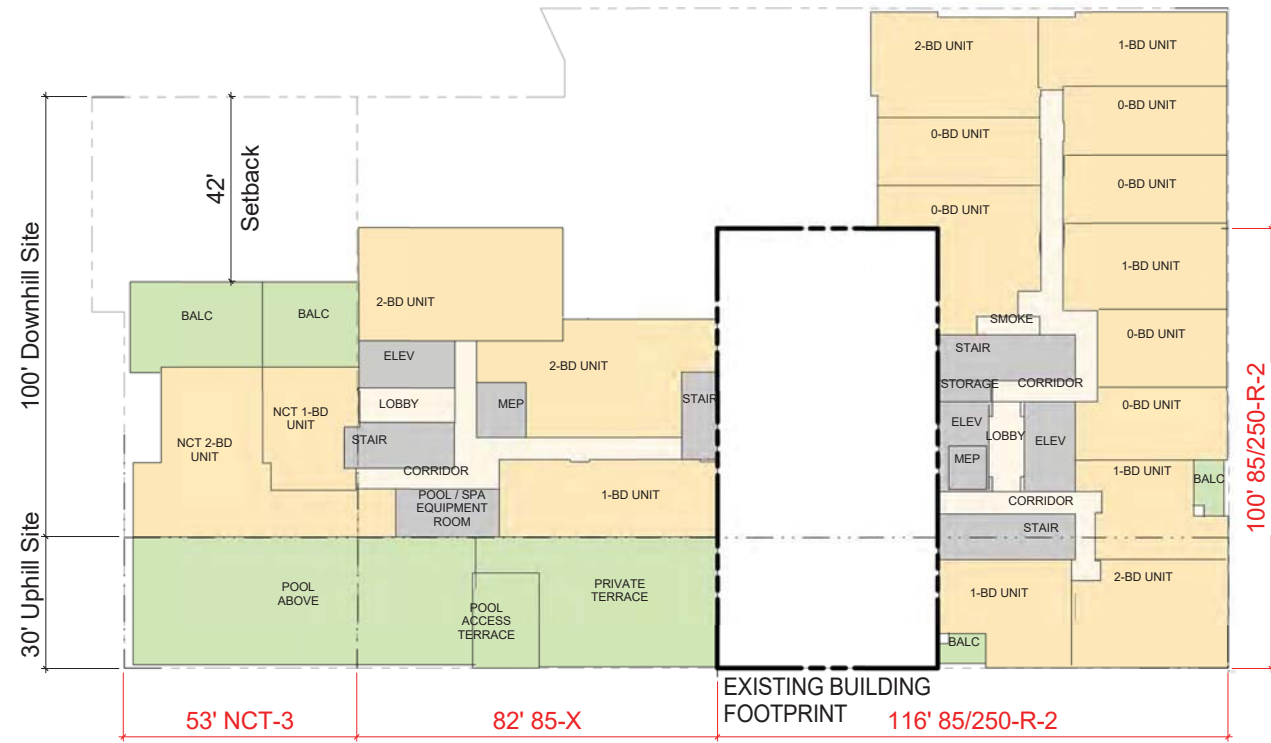 2-BD UNIT
1-BD UNIT
0-BD UNIT
0-BD UNIT
0-BD UNIT
0-BD UNIT
1-BD UNIT
0-BD UNIT
0-BD UNIT
SMOKE
STAIR
STORAGE
CORRIDOR
ELEV
LOBBY
ELEV
MEP
CORRIDOR
STAIR
1-BD UNIT
BALC
1-BD UNIT
2-BD UNIT
BALC
100' 85/250-R-2
42'
Setback
100' Downhill Site
30' Uphill Site
BALC
BALC
2-BD UNIT
ELEV
LOBBY
STAIR
CORRIDOR
NCT 2-BD
UNIT
NCT 1-BD
UNIT
2-BD UNIT
MEP
STAIR
1-BD UNIT
POOL / SPA
EQUIPMENT
ROOM
POOL
ABOVE
POOL
ACCESS
TERRACE
PRIVATE
TERRACE
EXISTING BUILDING
FOOTPRINT
53' NCT-3
82' 85-X
116' 85/250-R-2